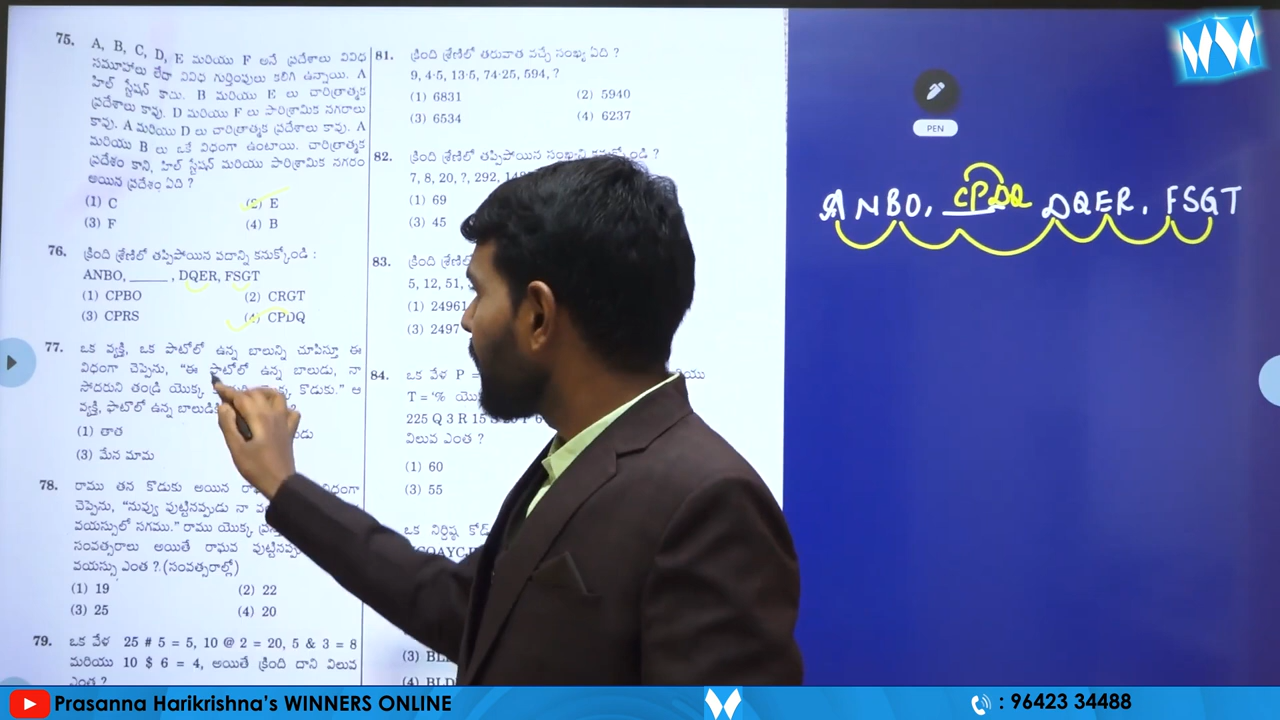 75. A, B, C, D, E మరియు F అనే ప్రదేశాలు వివిధ
సమూహాలు లేదా వివిధ గుర్తింపులు కలిగి ఉన్నాయి. A
హిల్ స్టేషన్ కాదు. B మరియు E లు చారిత్రాత్మక
ప్రదేశాలు కావు. D మరియు F లు పారిశ్రామిక నగరాలు
కావు. A మరియు D లు చారిత్రాత్మక ప్రదేశాలు కావు. A
మరియు B లు ఒకే విధంగా ఉంటాయి. చారిత్రాత్మక
ప్రదేశం కాని, హిల్ స్టేషన్ మరియు పారిశ్రామిక నగరం
అయిన ప్రదేశం ఏది ?
(1) C (2) E
(3) F (4) B
76. క్రింది శ్రేణిలో తప్పిపోయిన పదాన్ని కనుక్కోండి :
ANBO, ______ , DQER, FSGT
(1) CPBO (2) CRGT
(3) CPRS (4) CPDQ
77. ఒక వ్యక్తి, ఒక ఫొటోలో ఉన్న బాలున్ని చూపిస్తూ ఈ
విధంగా చెప్పెను, "ఈ ఫొటోలో ఉన్న బాలుడు, నా
సోదరుని తండ్రి యొక్క యొక్క కొడుకు." ఆ
వ్యక్తి, ఫొటోలో ఉన్న బాలుడికి ?
(1) తాత
(3) మేన మామ
78. రాము తన కొడుకు అయిన విధంగా
చెప్పెను, "నువ్వు పుట్టినప్పుడు నా
వయస్సులో సగము." రాము యొక్క
సంవత్సరాలు అయితే రాఘవ
వయస్సు ఎంత ? (సంవత్సరాల్లో)
(1) 19 (2) 22
(3) 25 (4) 20
79. ఒక వేళ 25 # 5 = 5, 10 @ 2 = 20, 5 & 3 = 8
మరియు 10 $ 6 = 4, అయితే క్రింది దాని విలువ
ఎంత ?
81. క్రింది శ్రేణిలో తరువాత వచ్చే సంఖ్య ఏది ?
9, 4·5, 13·5, 74·25, 594, ?
(1) 6831 (2) 5940
(3) 6534 (4) 6237
82. క్రింది శ్రేణిలో తప్పిపోయిన సంఖ్యని కనుక్కోండి ?
7, 8, 20, ?, 292,
(1) 69
(3) 45
83. క్రింది
5, 12, 51,
(1) 24961
(3)
84. ఒక వేళ P =
T = '%
225 Q 3 R 15
విలువ ఎంత ?
(1) 60
(3) 55
ఒక నిర్దిష్ట
(3)
(4)
PEN
ANBO, CPDQ DQER, FSGT
Prasanna Harikrishna's WINNERS ONLINE
: 96423 34488